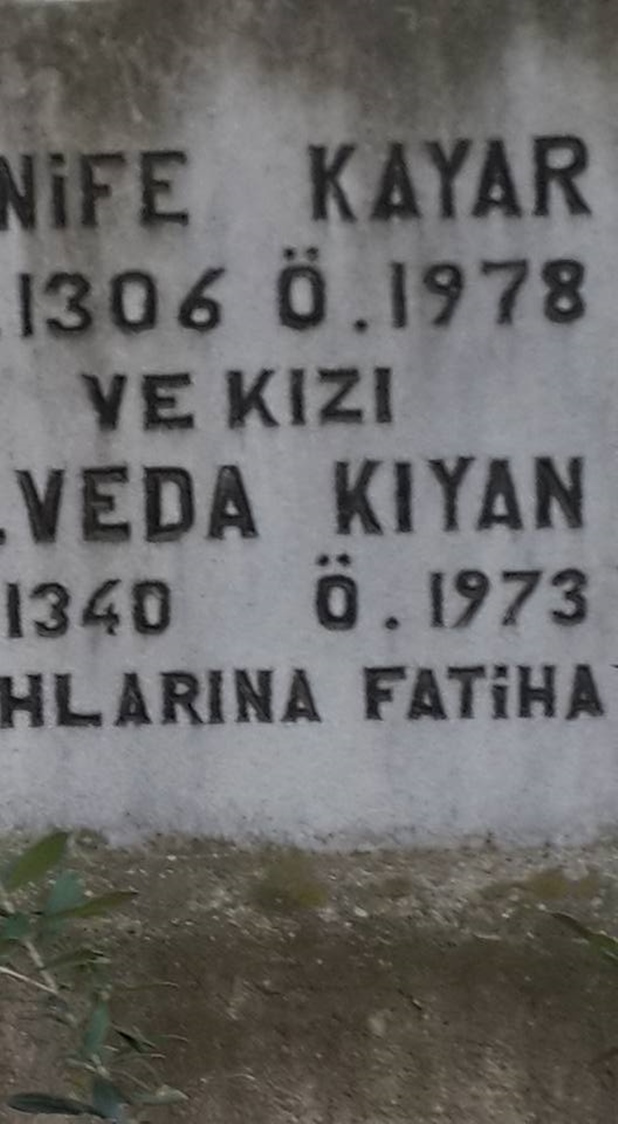 NİFE KAYAR
.1306 Ö.1978
VE KIZI
.VEDA KIYAN
1340 Ö.1973
HLARINA FATİHA